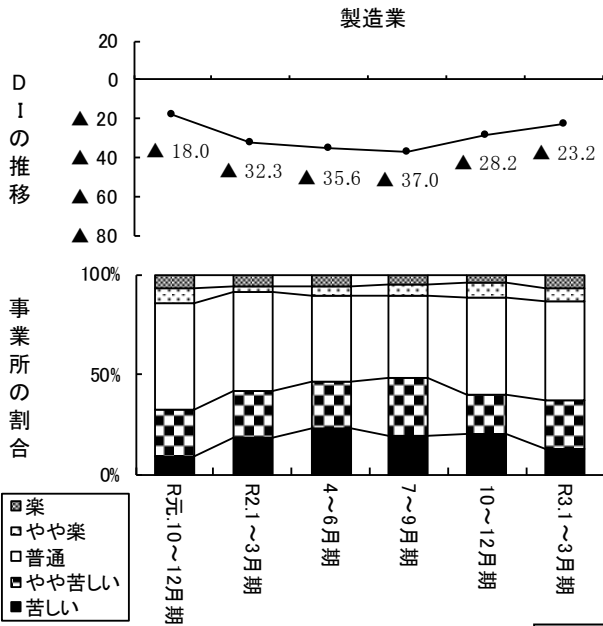 製造業
DIの推移
20
0
▲ 20
▲ 40
▲ 60
▲ 80
▲ 18.0
▲ 32.3
▲ 35.6
▲ 37.0
▲ 28.2
▲ 23.2
事業所の割合
100%
50%
0%
R元.10～12月期
R2.1～3月期
4～6月期
7～9月期
10～12月期
R3.1～3月期
楽
やや楽
普通
やや苦しい
苦しい